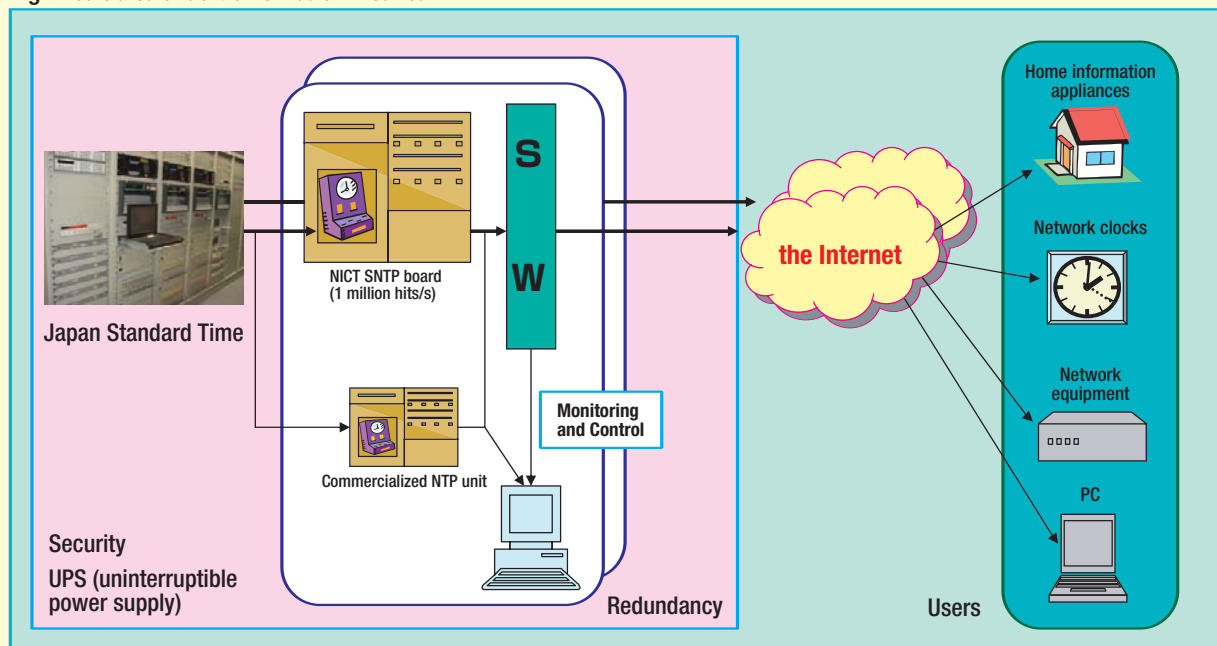 Home information
appliances
S
W
NICT SNTP board
(1 million hits/s)
Japan Standard Time
the Internet
Network clocks
Network
equipment
Monitoring
and Control
Commercialized NTP unit
PC
Security
UPS (uninterruptible
power supply)
Redundancy
Users